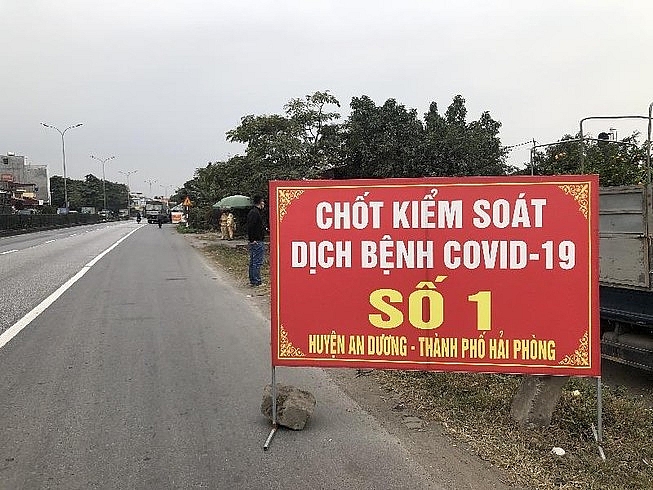 CHỐT KIỂM SOÁT
DỊCH BỆNH COVID-19
SỐ 1
HUYỆN AN DƯƠNG - THÀNH PHỐ HẢI PHÒNG